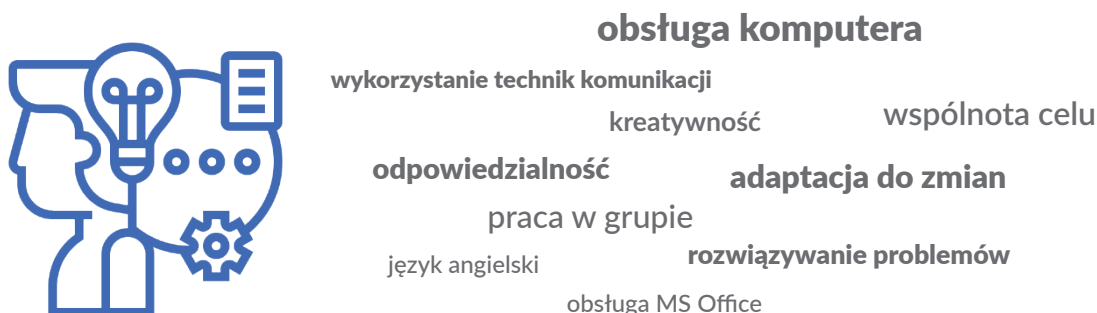 obsługa komputera
wykorzystanie technik komunikacji
kreatywność
wspólnota celu
odpowiedzialność
adaptacja do zmian
praca w grupie
rozwiązywanie problemów
język angielski
obsługa MS Office